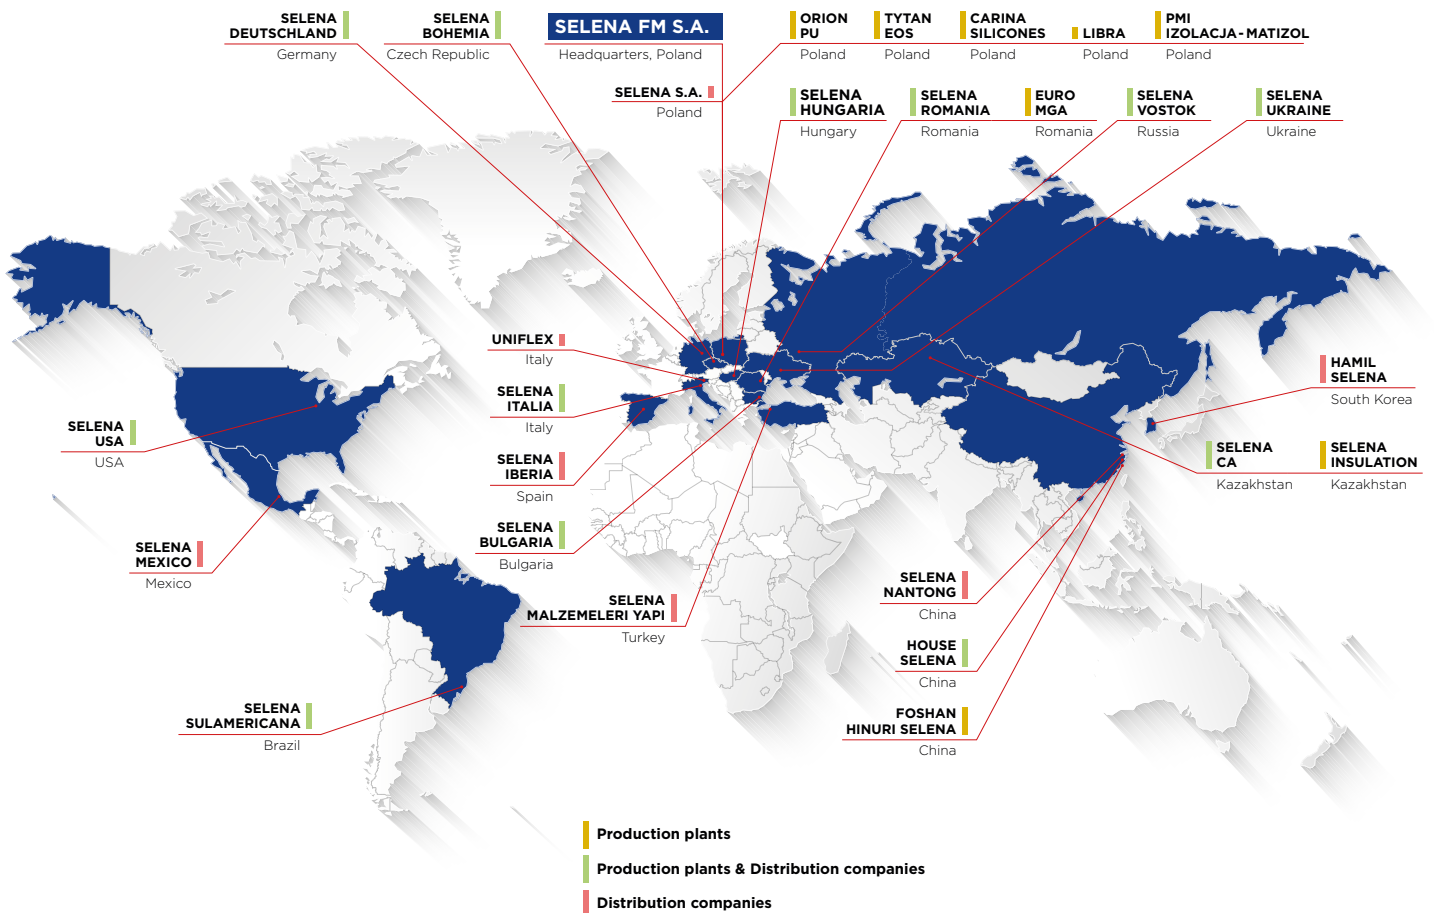 SELENA
DEUTSCHLAND
Germany
SELENA
BOHEMIA
Czech Republic
SELENA FM S.A.
Headquarters, Poland
ORION
PU
Poland
TYTAN
EOS
Poland
CARINA
SILICONES
Poland
LIBRA
Poland
PMI
IZOLACJA-MATIZOL
Poland
SELENA S.A.
Poland
SELENA
HUNGARIA
Hungary
SELENA
ROMANIA
Romania
EURO
MGA
Romania
SELENA
VOSTOK
Russia
SELENA
UKRAINE
Ukraine
UNIFLEX
Italy
SELENA
ITALIA
Italy
SELENA
IBERIA
Spain
SELENA
BULGARIA
Bulgaria
SELENA
MALZEMELERI YAPI
Turkey
SELENA
USA
USA
SELENA
MEXICO
Mexico
SELENA
SULAMERICANA
Brazil
HAMIL
SELENA
South Korea
SELENA
CA
Kazakhstan
SELENA
INSULATION
Kazakhstan
SELENA
NANTONG
China
HOUSE
SELENA
China
FOSHAN
HINURI SELENA
China
Production plants
Production plants & Distribution companies
Distribution companies